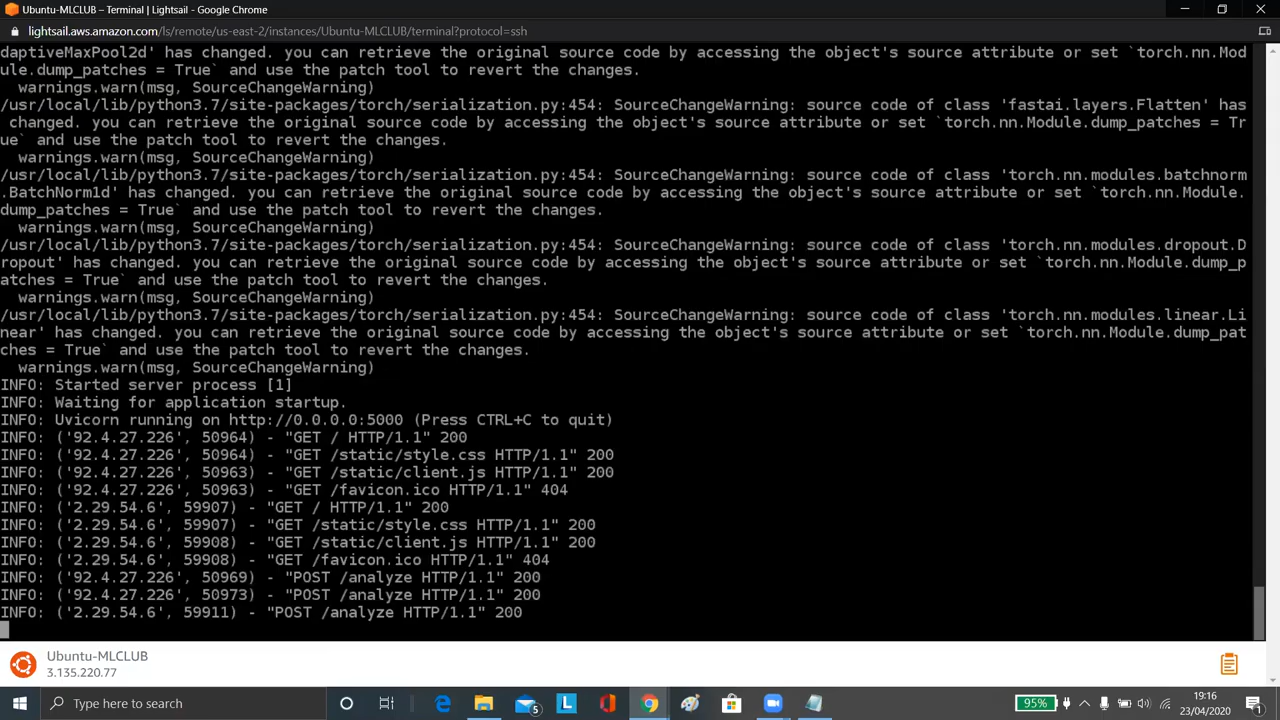 Ubuntu-MLCLUB – Terminal | Lightsail - Google Chrome
lightsail.aws.amazon.com/ls/remote/us-east-2/instances/Ubuntu-MLCLUB/terminal?protocol=ssh
daptiveMaxPool2d' has changed. you can retrieve the original source code by accessing the object's source attribute or set `torch.nn.Mod
ule.dump_patches = True` and use the patch tool to revert the changes.
warnings.warn(msg, SourceChangeWarning)
/usr/local/lib/python3.7/site-packages/torch/serialization.py:454: SourceChangeWarning: source code of class 'fastai.layers.Flatten' has
changed. you can retrieve the original source code by accessing the object's source attribute or set `torch.nn.Module.dump_patches = Tr
ue` and use the patch tool to revert the changes.
warnings.warn(msg, SourceChangeWarning)
/usr/local/lib/python3.7/site-packages/torch/serialization.py:454: SourceChangeWarning: source code of class 'torch.nn.modules.batchnorm
.BatchNorm1d' has changed. you can retrieve the original source code by accessing the object's source attribute or set `torch.nn.Module.
dump_patches = True` and use the patch tool to revert the changes.
warnings.warn(msg, SourceChangeWarning)
/usr/local/lib/python3.7/site-packages/torch/serialization.py:454: SourceChangeWarning: source code of class 'torch.nn.modules.dropout.D
ropout' has changed. you can retrieve the original source code by accessing the object's source attribute or set `torch.nn.Module.dump_p
atches = True` and use the patch tool to revert the changes.
warnings.warn(msg, SourceChangeWarning)
/usr/local/lib/python3.7/site-packages/torch/serialization.py:454: SourceChangeWarning: source code of class 'torch.nn.modules.linear.Li
near' has changed. you can retrieve the original source code by accessing the object's source attribute or set `torch.nn.Module.dump_pat
ches = True` and use the patch tool to revert the changes.
warnings.warn(msg, SourceChangeWarning)
INFO: Started server process [1]
INFO: Waiting for application startup.
INFO: Uvicorn running on http://0.0.0.0:5000 (Press CTRL+C to quit)
INFO: ('92.4.27.226', 50964) - "GET / HTTP/1.1" 200
INFO: ('92.4.27.226', 50964) - "GET /static/style.css HTTP/1.1" 200
INFO: ('92.4.27.226', 50963) - "GET /static/client.js HTTP/1.1" 200
INFO: ('92.4.27.226', 50963) - "GET /favicon.ico HTTP/1.1" 404
INFO: ('2.29.54.6', 59907) - "GET / HTTP/1.1" 200
INFO: ('2.29.54.6', 59907) - "GET /static/style.css HTTP/1.1" 200
INFO: ('2.29.54.6', 59908) - "GET /static/client.js HTTP/1.1" 200
INFO: ('2.29.54.6', 59908) - "GET /favicon.ico HTTP/1.1" 404
INFO: ('92.4.27.226', 50969) - "POST /analyze HTTP/1.1" 200
INFO: ('92.4.27.226', 50973) - "POST /analyze HTTP/1.1" 200
INFO: ('2.29.54.6', 59911) - "POST /analyze HTTP/1.1" 200
Ubuntu-MLCLUB
3.135.220.77
Type here to search
5
L
95%
19:16
23/04/2020
1